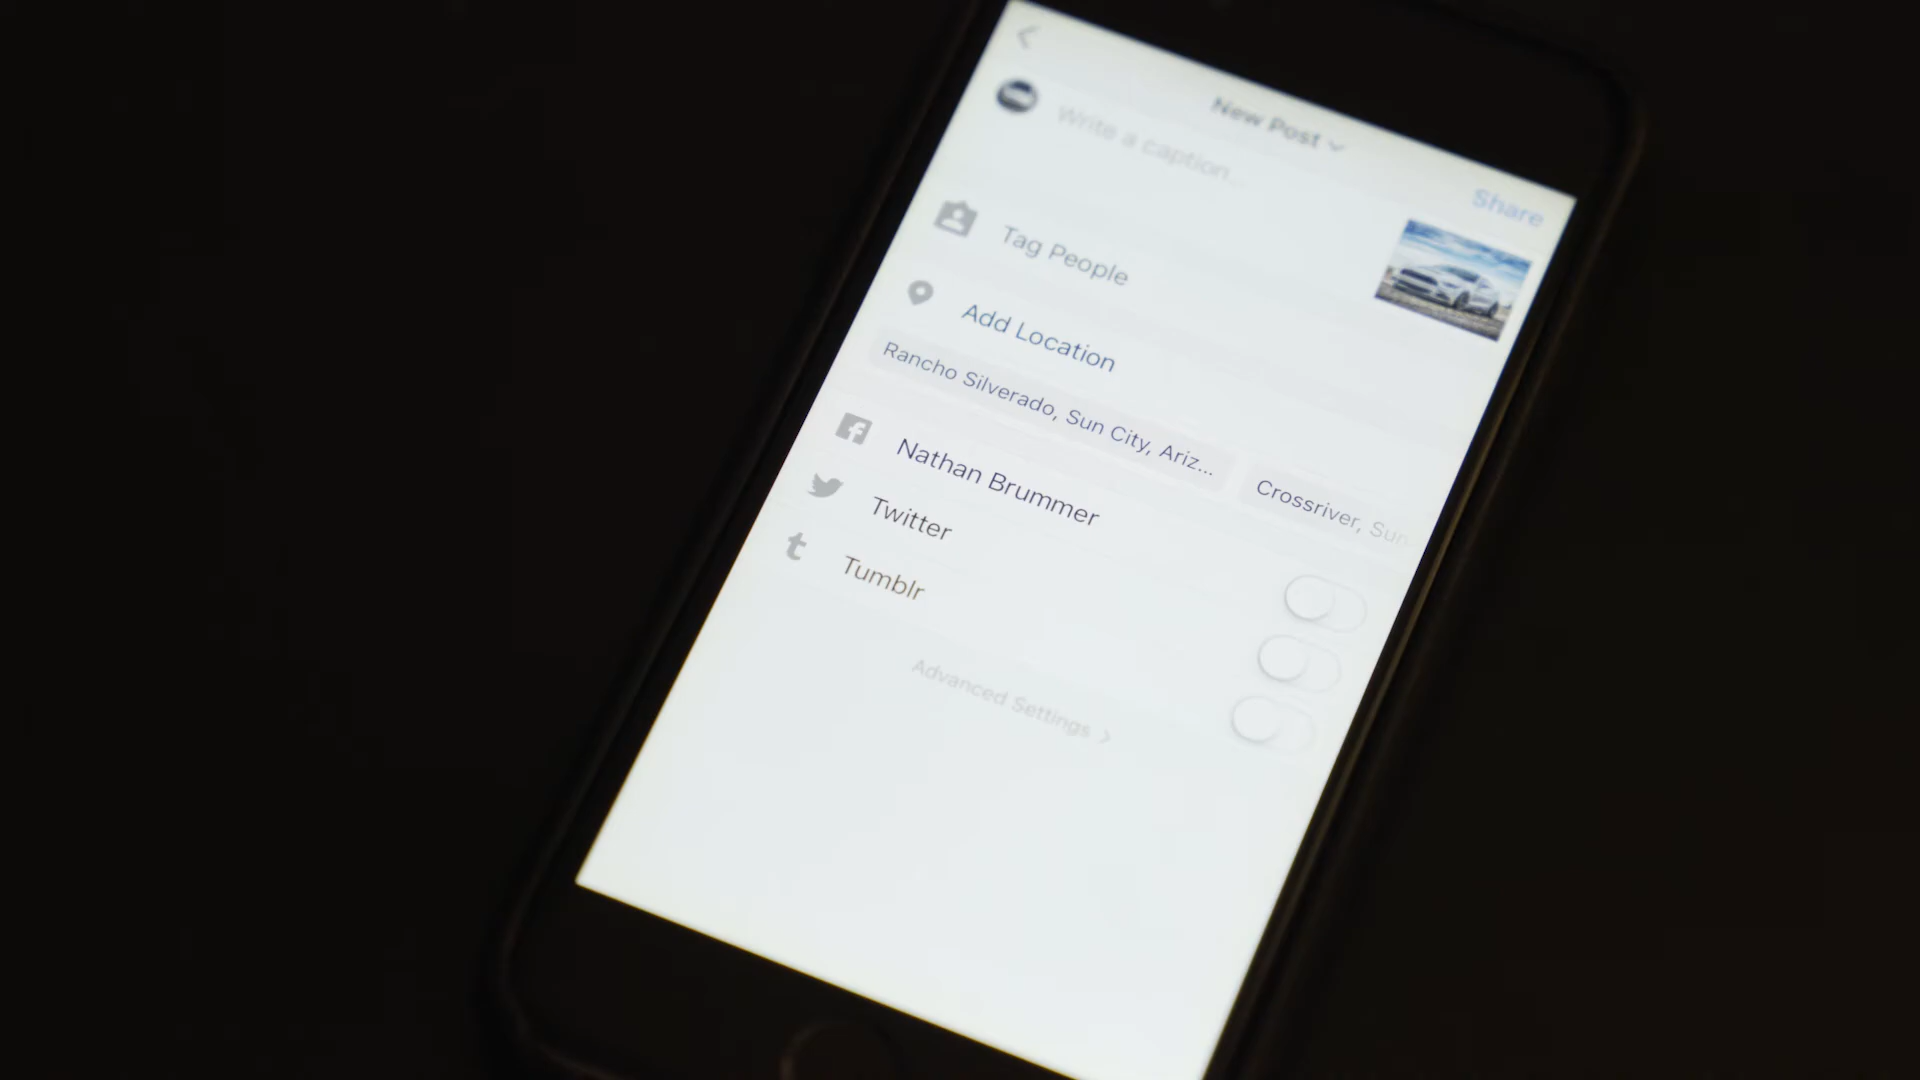 New Post
Share
Write a caption...
Tag People
Add Location
Rancho Silverado, Sun City, Ariz...
Crossriver, Sun
Nathan Brummer
Twitter
Tumblr
Advanced Settings